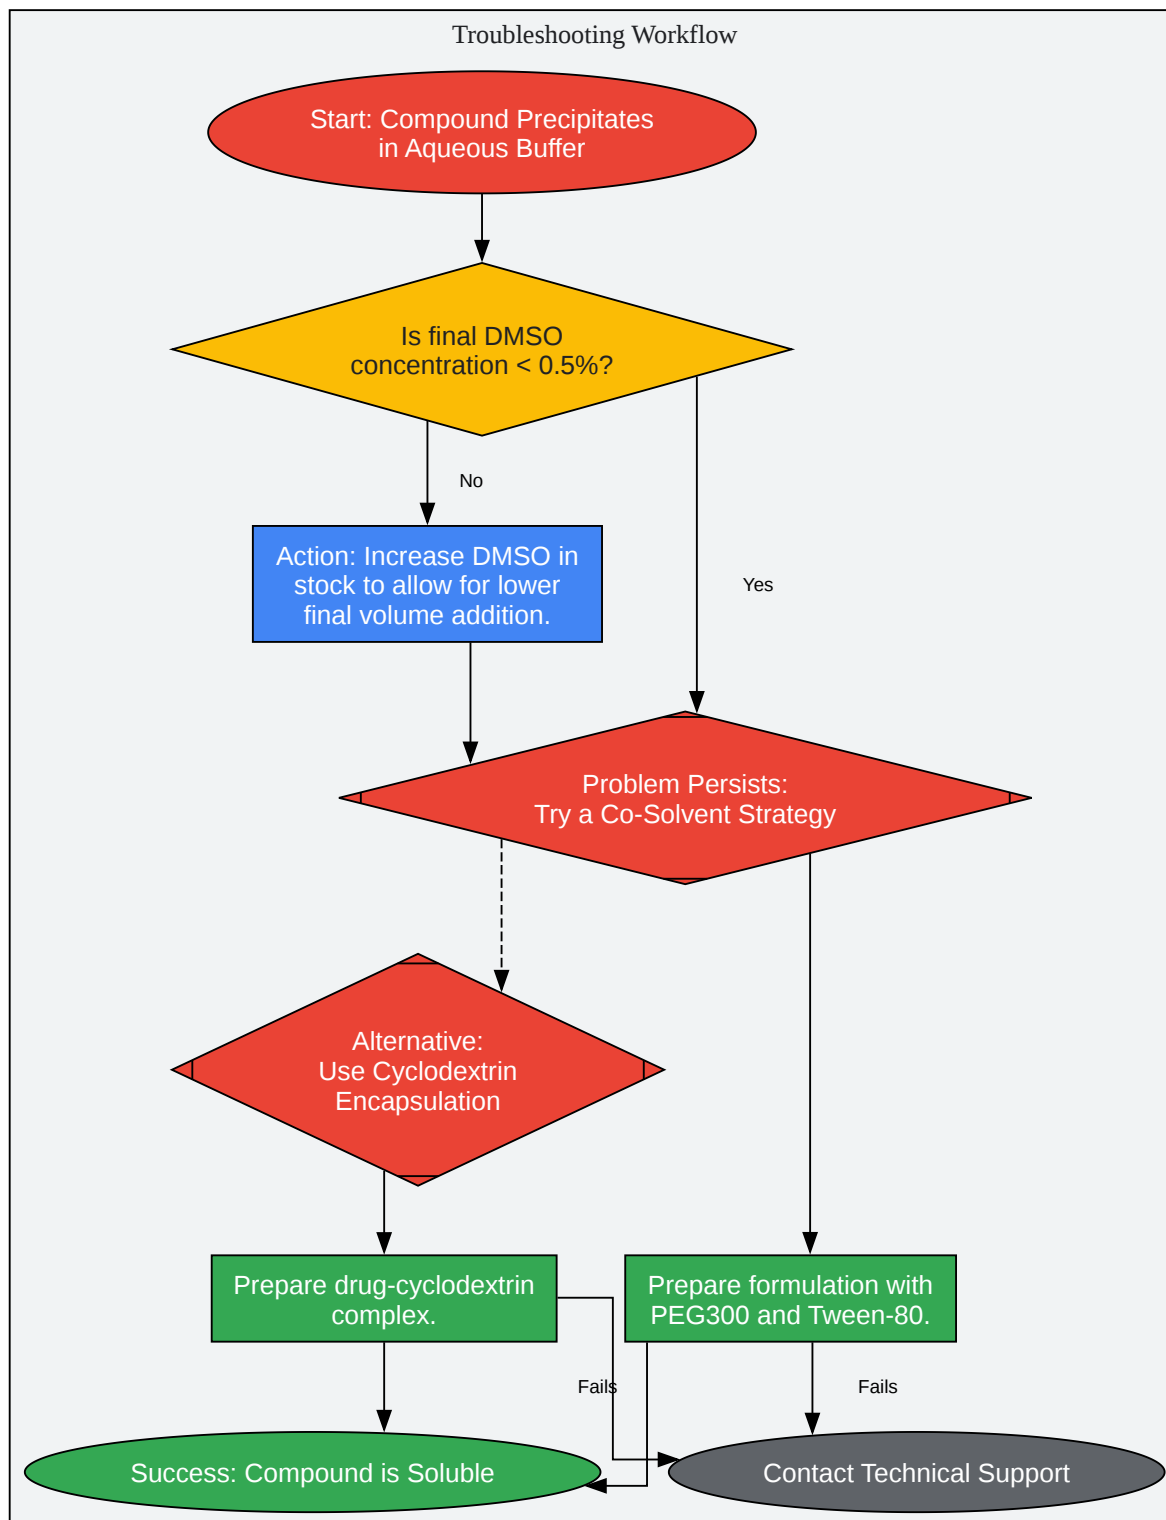 Troubleshooting Workflow
Start: Compound Precipitates
in Aqueous Buffer
Is final DMSO
concentration < 0.5%?
No
Action: Increase DMSO in
stock to allow for lower
final volume addition.
Yes
Problem Persists:
Try a Co-Solvent Strategy
Alternative:
Use Cyclodextrin
Encapsulation
Prepare drug-cyclodextrin
complex.
Prepare formulation with
PEG300 and Tween-80.
Fails
Fails
Success: Compound is Soluble
Contact Technical Support